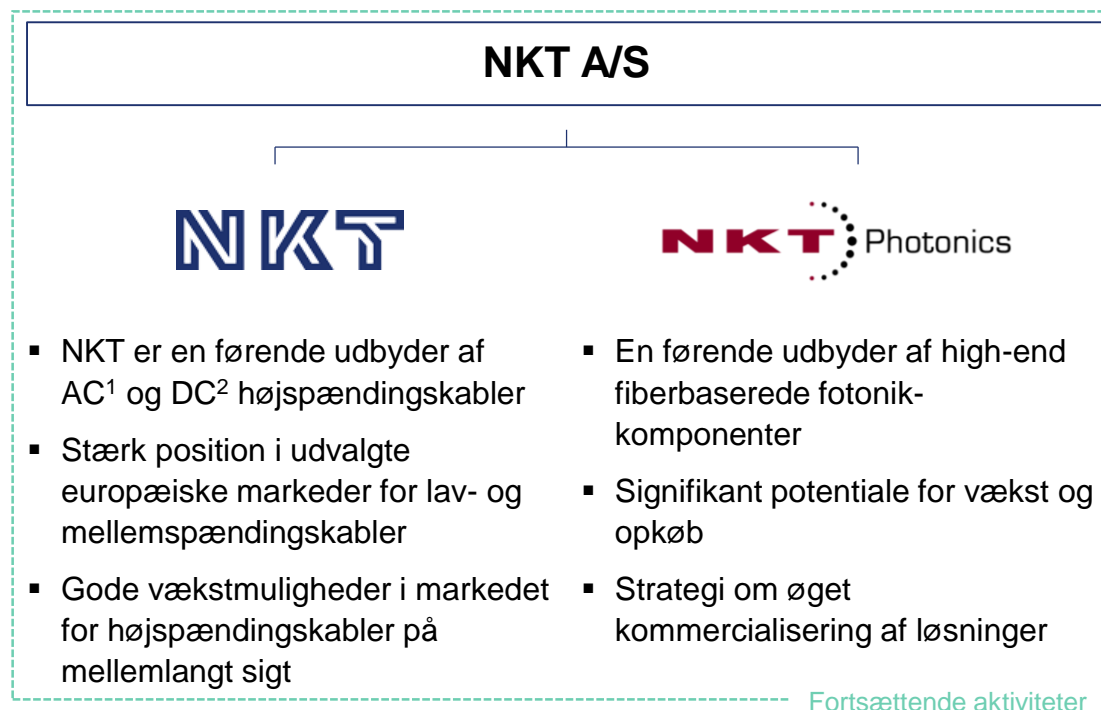 NKT A/S
NKT
NKT Photonics
▪ NKT er en førende udbyder af
AC¹ og DC² højspændingskabler
▪ Stærk position i udvalgte
europæiske markeder for lav- og
mellemspændingskabler
▪ Gode vækstmuligheder i markedet
for højspændingskabler på
mellemlangt sigt
▪ En førende udbyder af high-end
fiberbaserede fotonik-
komponenter
▪ Signifikant potentiale for vækst og
opkøb
▪ Strategi om øget
kommercialisering af løsninger
Fortsættende aktiviteter